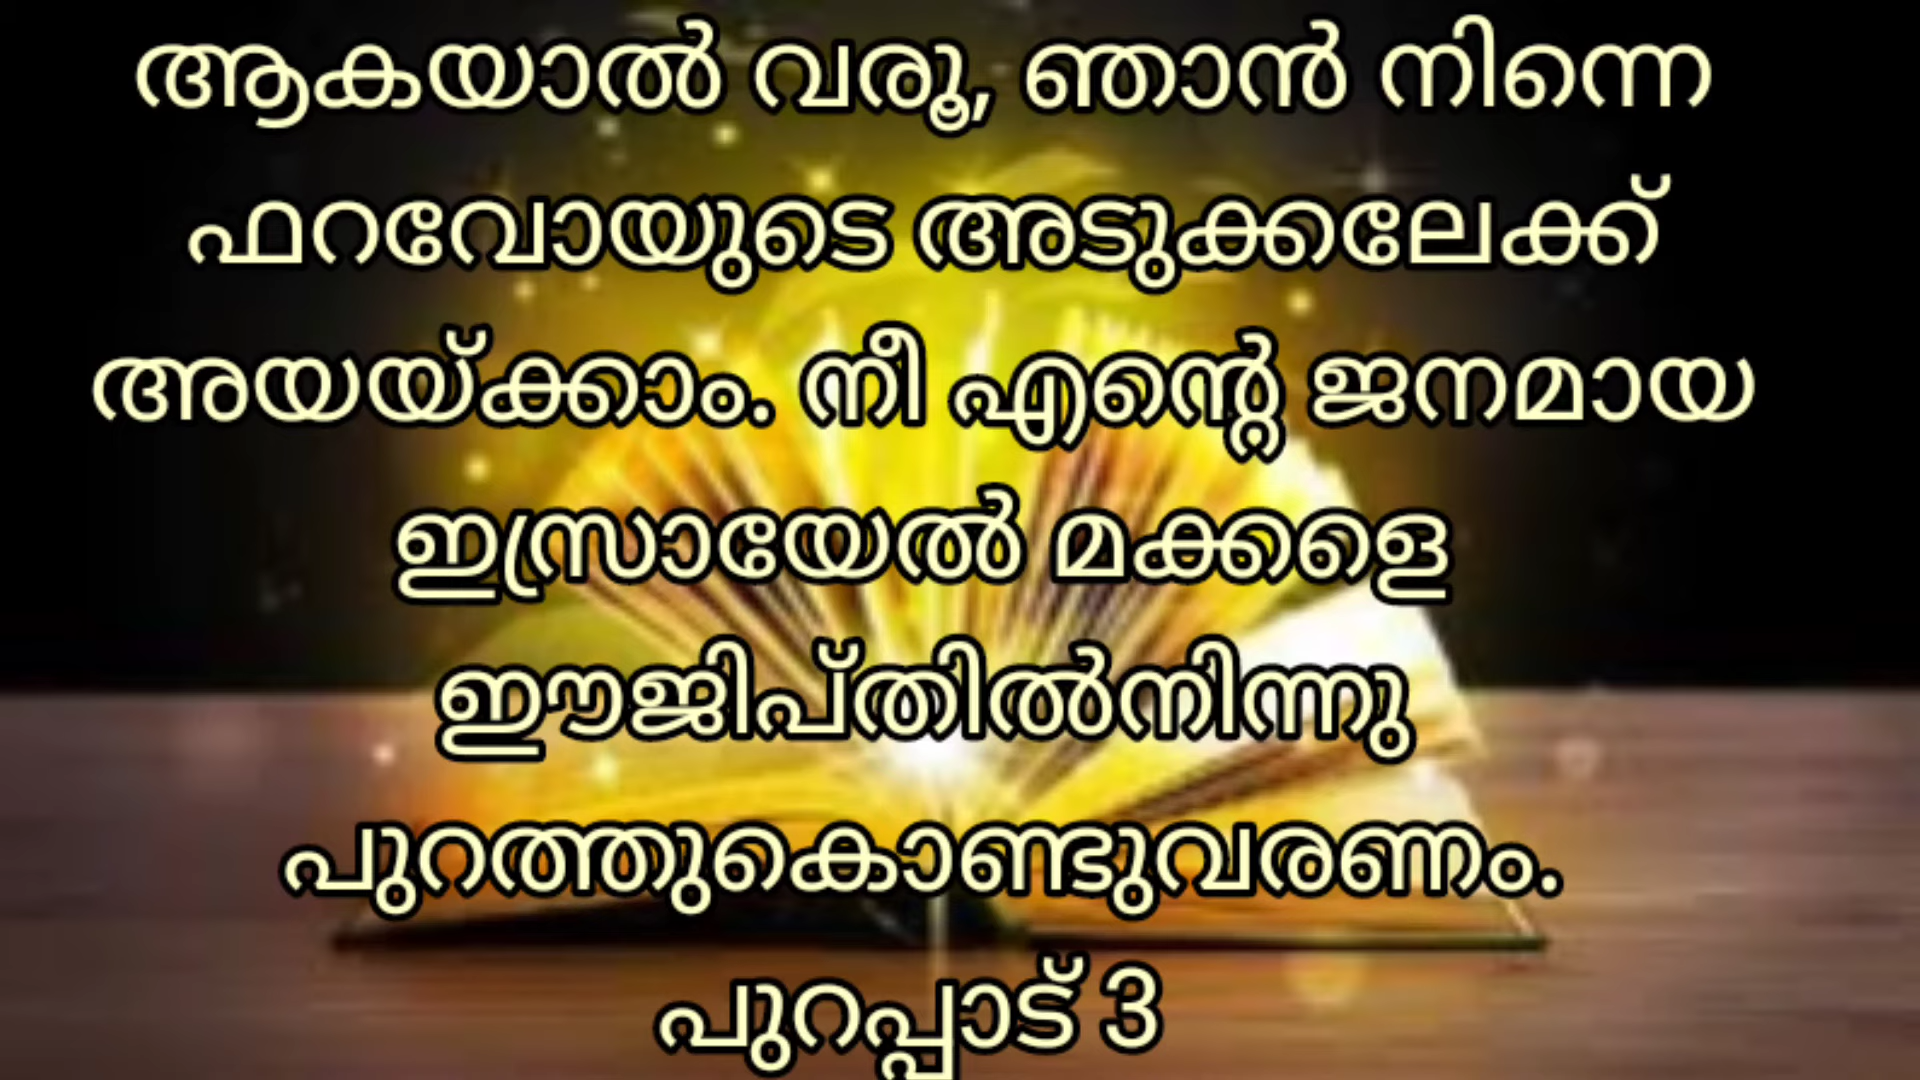 ആകയാൽ വരൂ, ഞാൻ നിന്നെ
ഫറവോയുടെ അടുക്കലേക്ക്
അയയ്ക്കാം. നീ എന്റെ ജനമായ
ഇസ്രായേൽ മക്കളെ
ഈജിപ്തിൽനിന്നു
പുറത്തുകൊണ്ടുവരണം.
പുറപ്പാട് 3